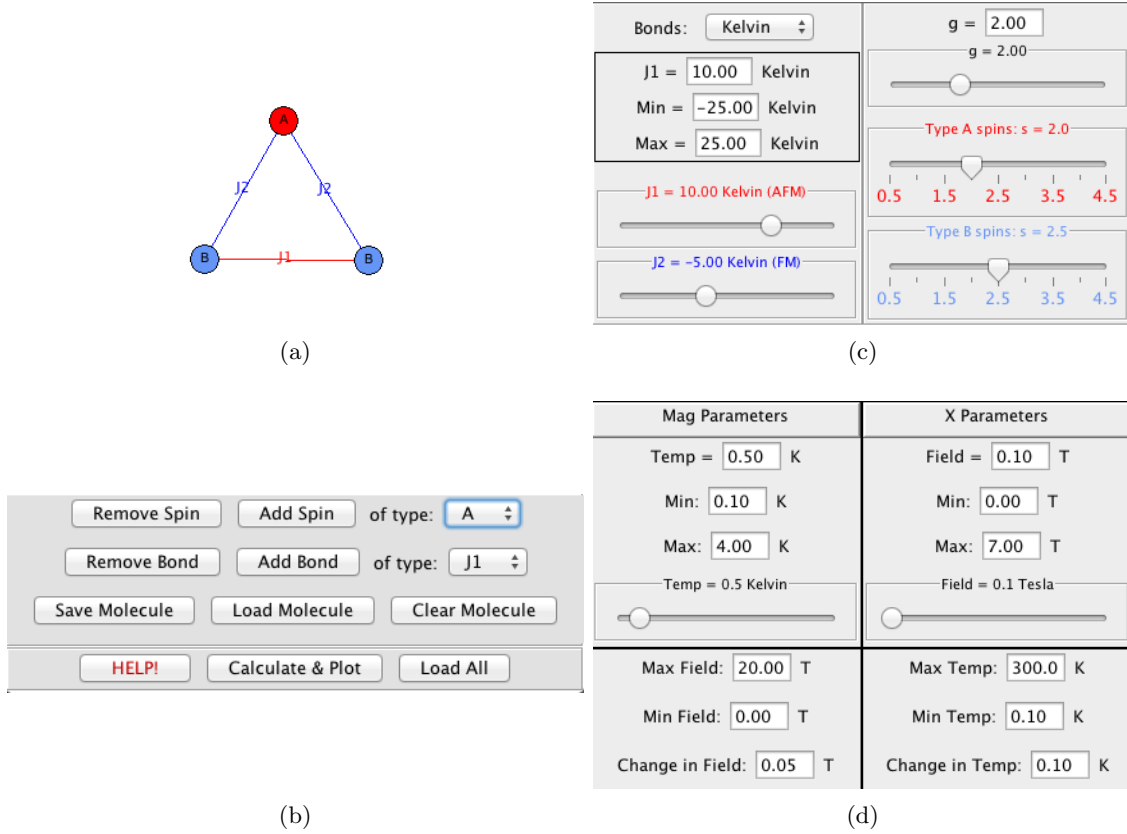 A
J2 J2
B J1 B
(a)
Bonds: Kelvin
J1 = 10.00 Kelvin
Min = -25.00 Kelvin
Max = 25.00 Kelvin
J1 = 10.00 Kelvin (AFM)
J2 = -5.00 Kelvin (FM)
g = 2.00
g = 2.00
Type A spins: s = 2.0
0.5 1.5 2.5 3.5 4.5
Type B spins: s = 2.5
0.5 1.5 2.5 3.5 4.5
(c)
Remove Spin Add Spin of type: A
Remove Bond Add Bond of type: J1
Save Molecule Load Molecule Clear Molecule
HELP! Calculate & Plot Load All
(b)
Mag Parameters
Temp = 0.50 K
Min: 0.10 K
Max: 4.00 K
Temp = 0.5 Kelvin
Max Field: 20.00 T
Min Field: 0.00 T
Change in Field: 0.05 T
X Parameters
Field = 0.10 T
Min: 0.00 T
Max: 7.00 T
Field = 0.1 Tesla
Max Temp: 300.0 K
Min Temp: 0.10 K
Change in Temp: 0.10 K
(d)